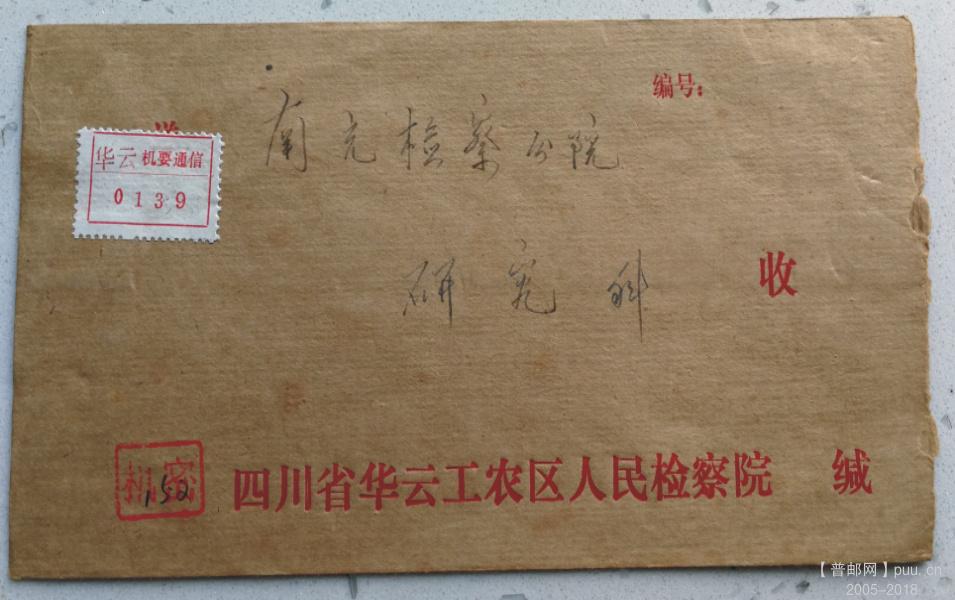 编号:
南充检察分院
华云机要通信
0139
研究科
收
机密
152
四川省华云工农区人民检察院 缄
【普邮网】puu.cn
2005-2018